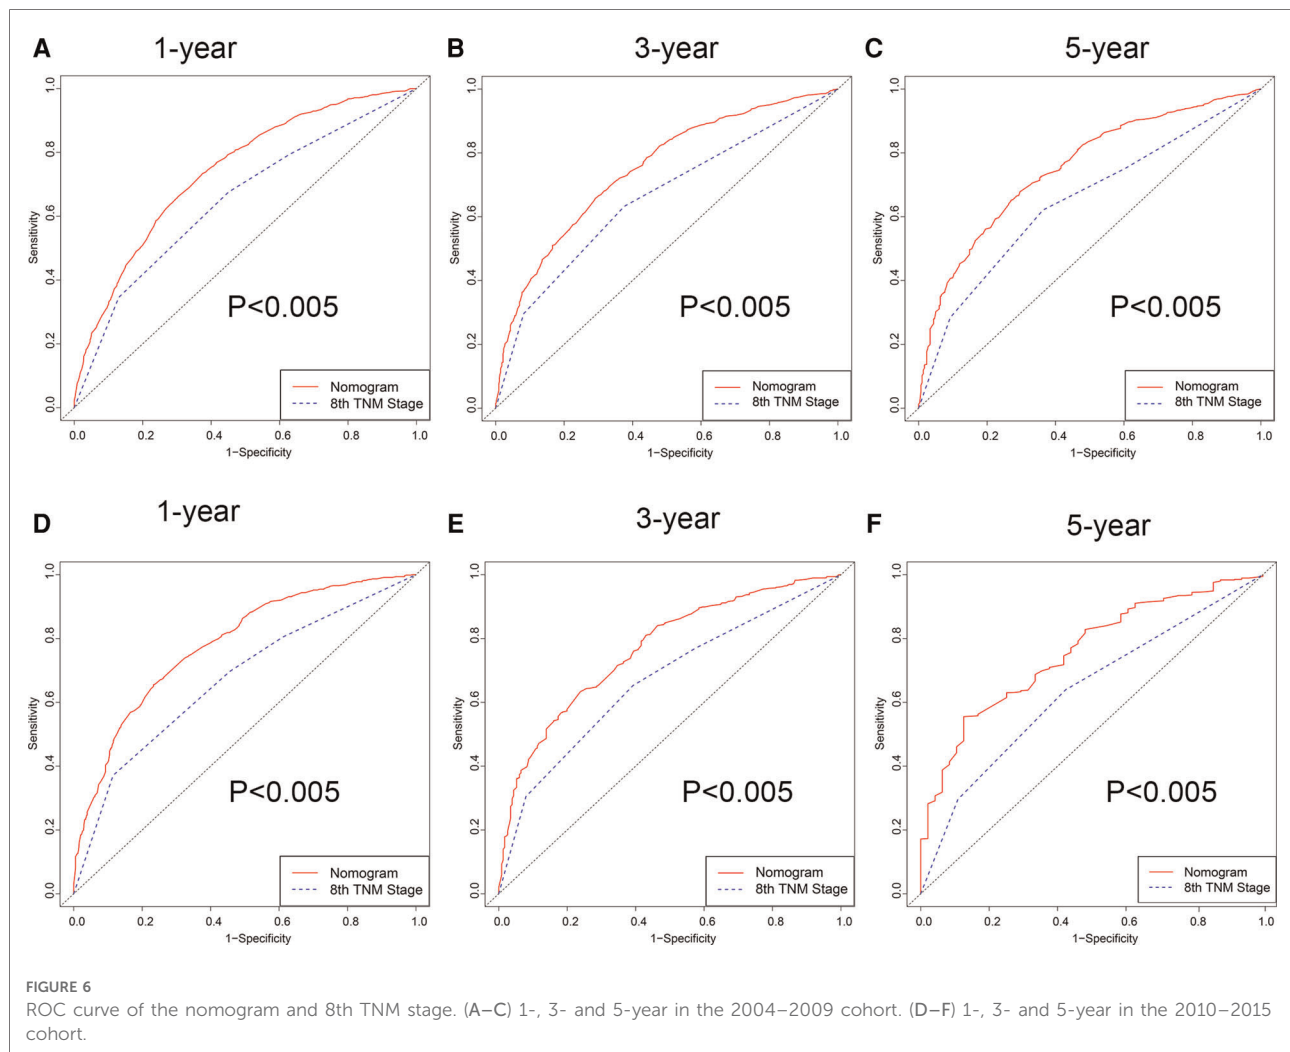 A 1-year
B 3-year
C 5-year
Sensitivity
0.0 0.2 0.4 0.6 0.8 1.0
P<0.005
Nomogram
8th TNM Stage
0.0 0.2 0.4 0.6 0.8 1.0
1−Specificity
Sensitivity
0.0 0.2 0.4 0.6 0.8 1.0
P<0.005
Nomogram
8th TNM Stage
0.0 0.2 0.4 0.6 0.8 1.0
1−Specificity
Sensitivity
0.0 0.2 0.4 0.6 0.8 1.0
P<0.005
Nomogram
8th TNM Stage
0.0 0.2 0.4 0.6 0.8 1.0
1−Specificity
D 1-year
E 3-year
F 5-year
Sensitivity
0.0 0.2 0.4 0.6 0.8 1.0
P<0.005
Nomogram
8th TNM Stage
0.0 0.2 0.4 0.6 0.8 1.0
1−Specificity
Sensitivity
0.0 0.2 0.4 0.6 0.8 1.0
P<0.005
Nomogram
8th TNM Stage
0.0 0.2 0.4 0.6 0.8 1.0
1−Specificity
Sensitivity
0.0 0.2 0.4 0.6 0.8 1.0
P<0.005
Nomogram
8th TNM Stage
0.0 0.2 0.4 0.6 0.8 1.0
1−Specificity
FIGURE 6
ROC curve of the nomogram and 8th TNM stage. (A–C) 1-, 3- and 5-year in the 2004–2009 cohort. (D–F) 1-, 3- and 5-year in the 2010–2015
cohort.